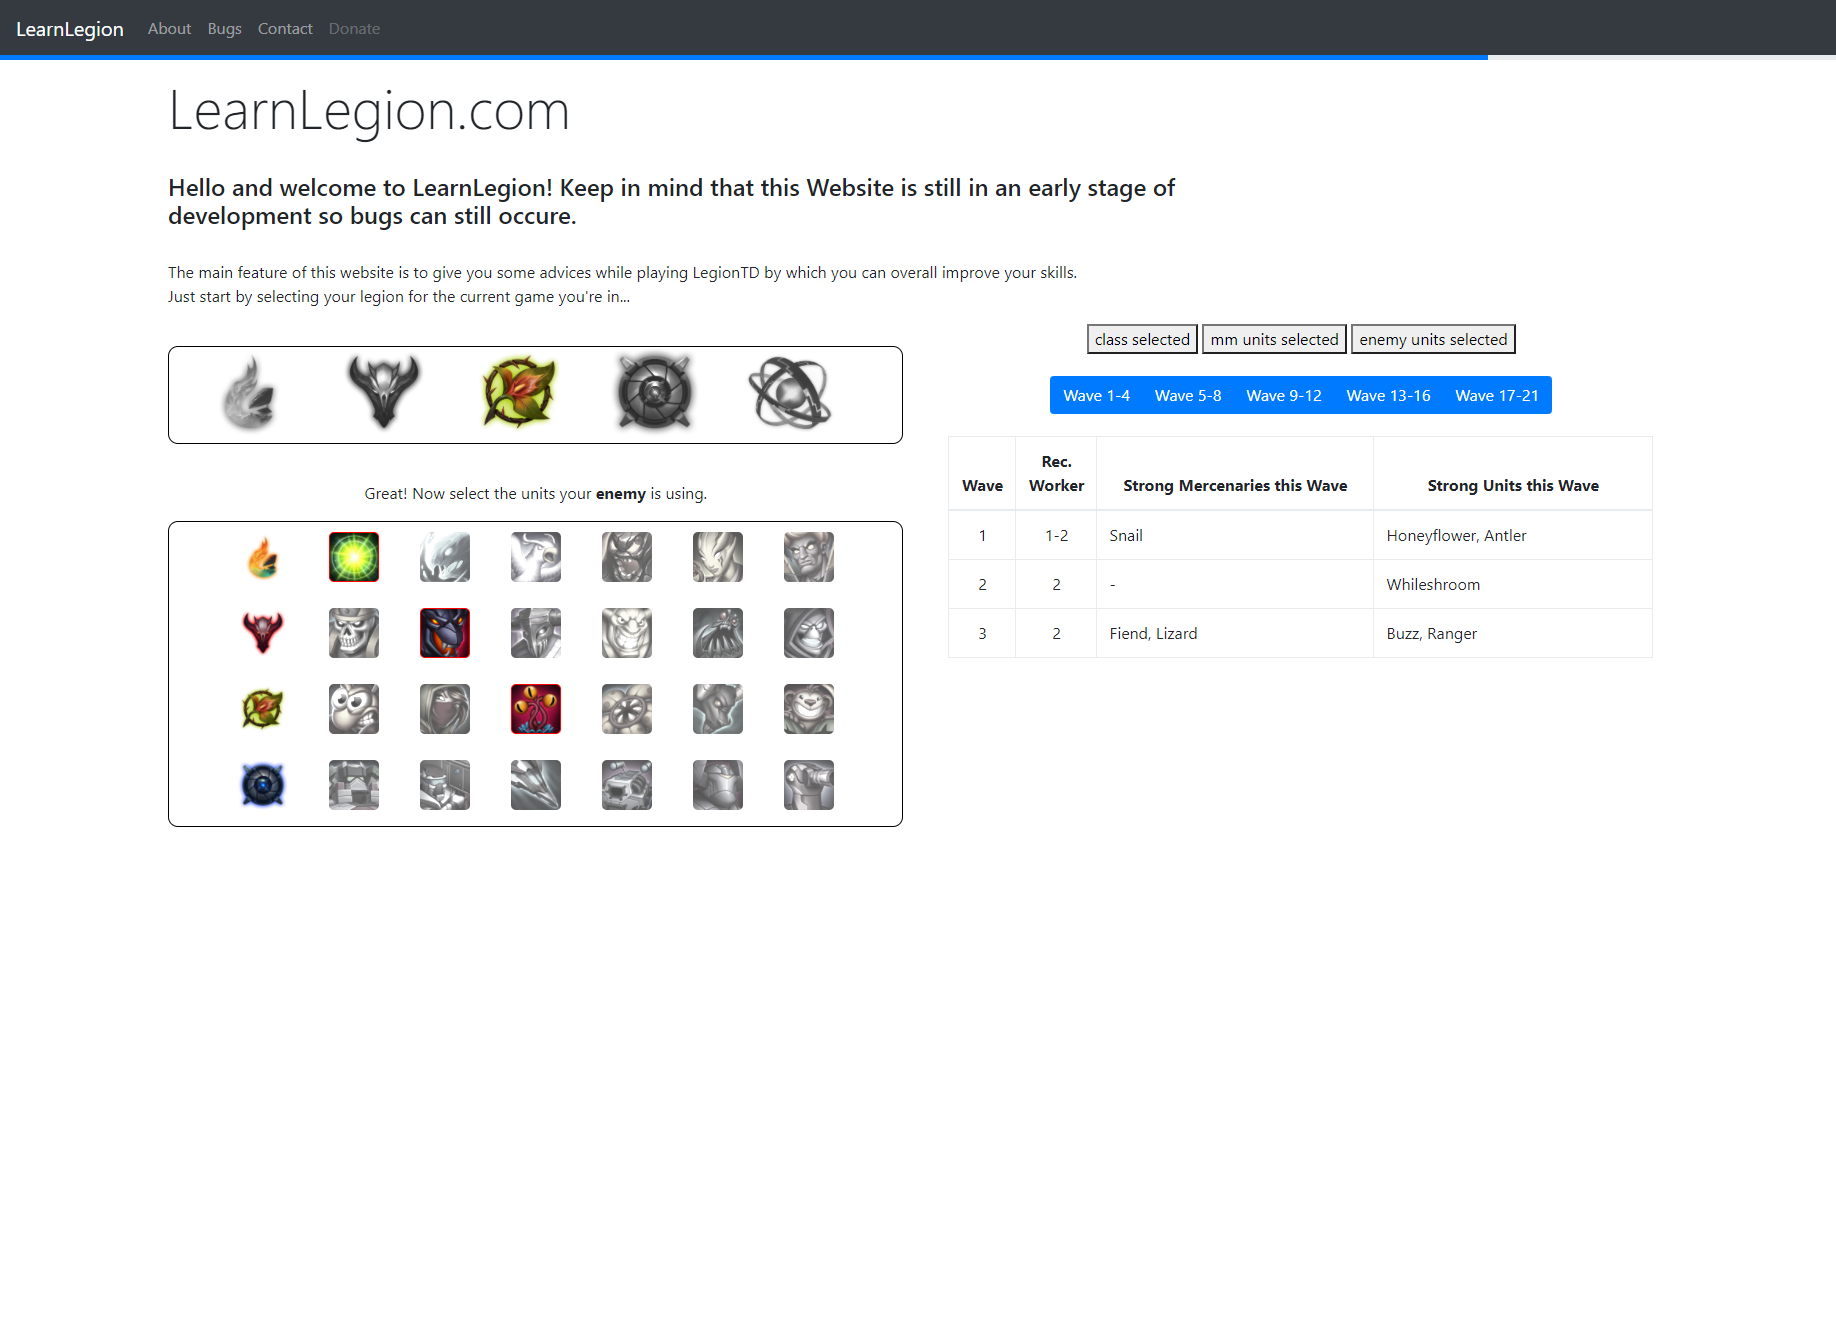 LearnLegion About Bugs Contact Donate
LearnLegion.com
Hello and welcome to LearnLegion! Keep in mind that this Website is still in an early stage of
development so bugs can still occure.
The main feature of this website is to give you some advices while playing LegionTD by which you can overall improve your skills.
Just start by selecting your legion for the current game you're in...
Great! Now select the units your enemy is using.
class selected mm units selected enemy units selected
Wave 1-4 Wave 5-8 Wave 9-12 Wave 13-16 Wave 17-21
Rec.
Wave Worker Strong Mercenaries this Wave Strong Units this Wave
1 1-2 Snail Honeyflower, Antler
2 2 - Whileshroom
3 2 Fiend, Lizard Buzz, Ranger